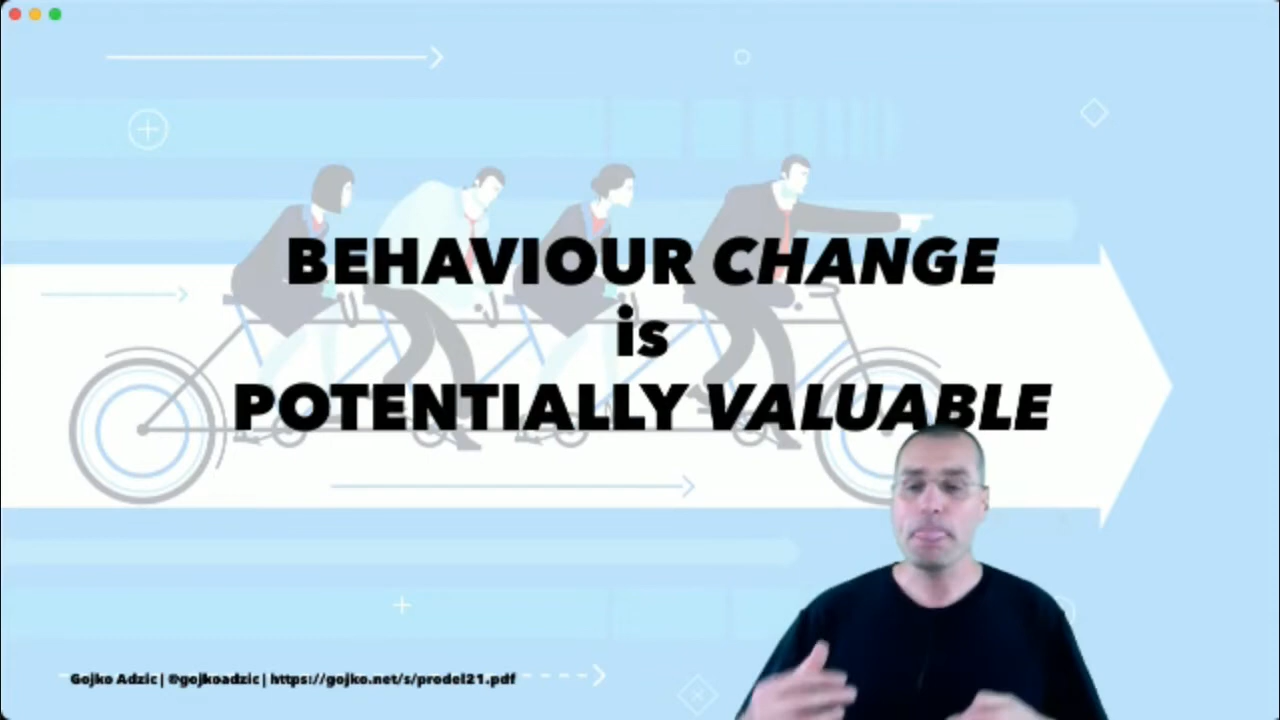 BEHAVIOUR CHANGE
is
POTENTIALLY VALUABLE
Gojko Adzic | @gojkoadzic | https://gojko.net/s/prodel21.pdf